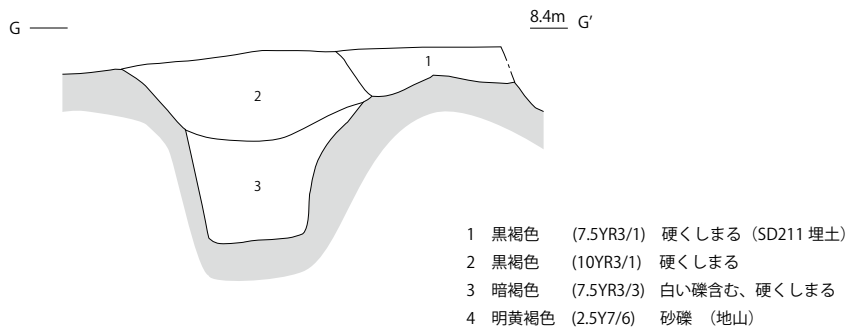 G 8.4m G′
1
2
3
1 黒褐色 (7.5YR3/1) 硬くしまる（SD211 埋土）
2 黒褐色 (10YR3/1) 硬くしまる
3 暗褐色 (7.5YR3/3) 白い礫含む、硬くしまる
4 明黄褐色 (2.5Y7/6) 砂礫 （地山）